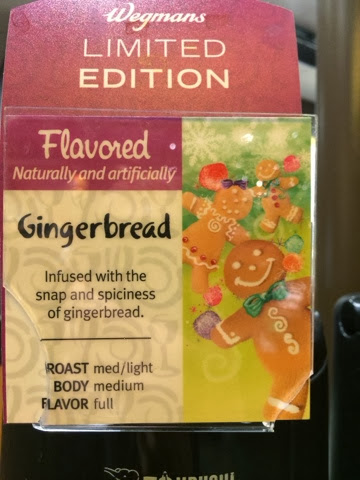 Wegmans
LIMITED
EDITION
Flavored
Naturally and artificially
Gingerbread
Infused with the
snap and spiciness
of gingerbread.
ROAST med/light
BODY medium
FLAVOR full